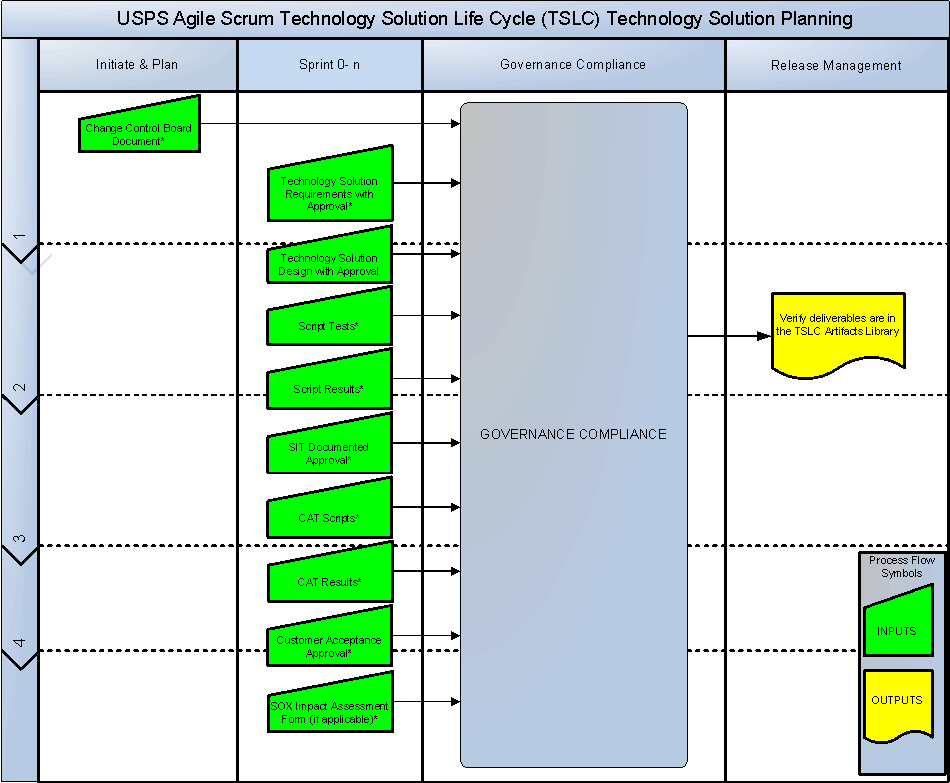 USPS Agile Scrum Technology Solution Life Cycle (TSLC) Technology Solution Planning
Initiate & Plan
Sprint 0- n
Governance Compliance
Release Management
Change Control Board
Document*
Technology Solution
Requirements with
Approval*
1
Technology Solution
Design with Approval
Script Tests*
Verify deliverables are in
the TSLC Artifacts Library
Script Results*
2
GOVERNANCE COMPLIANCE
SIT Documented
Approval*
CAT Scripts*
3
CAT Results*
Customer Acceptance
Approval*
4
SOX Impact Assessment
Form (if applicable)*
Process Flow
Symbols
INPUTS
OUTPUTS